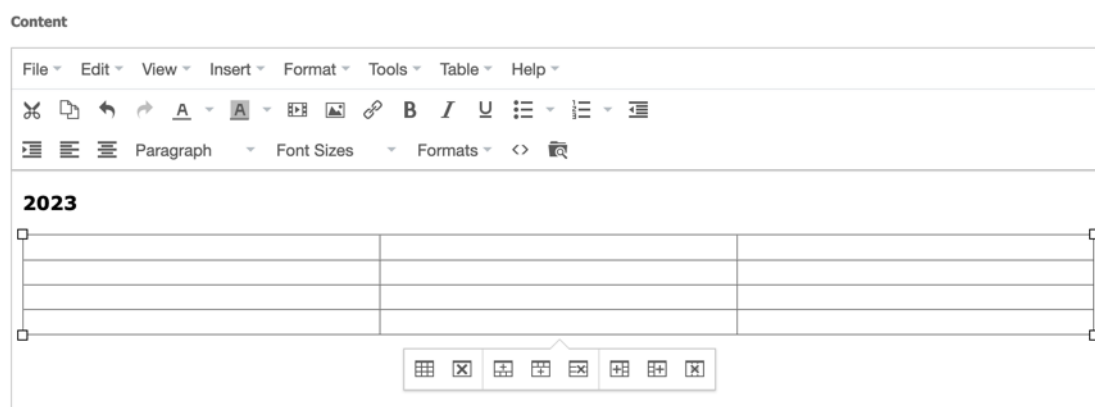 Content
File Edit View Insert Format Tools Table Help
A A B I U
Paragraph Font Sizes Formats <>
2023